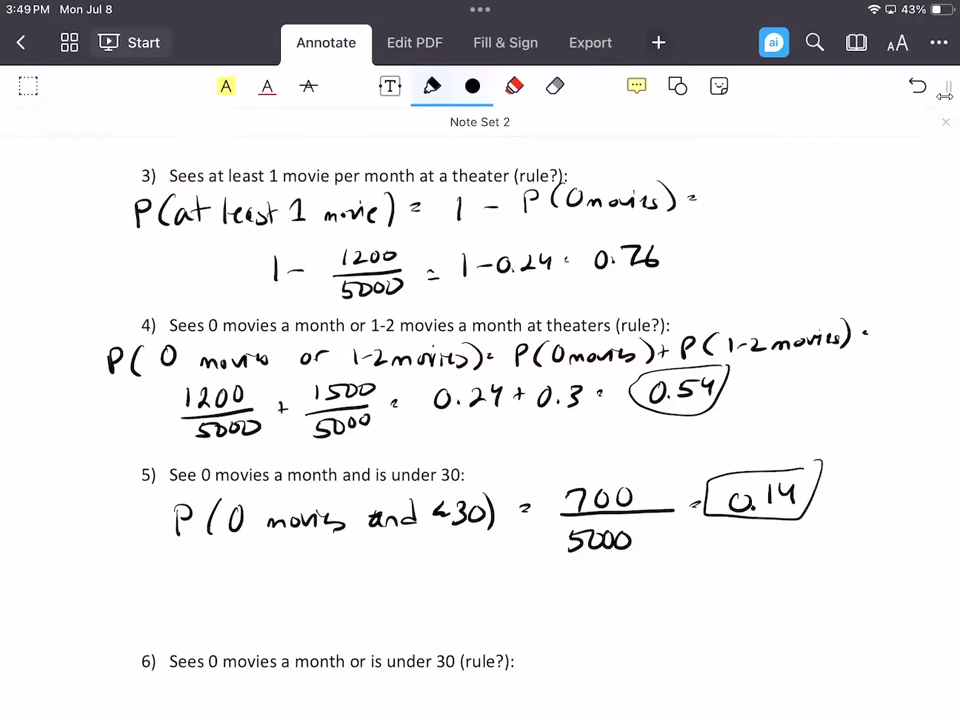 3:49 PM Mon Jul 8 43%
Start Annotate Edit PDF Fill & Sign Export + ai AA
A A A T
Note Set 2
3) Sees at least 1 movie per month at a theater (rule?):
P(at least 1 movie) = 1 - P(0 movies) =
1 - 1200/5000 = 1-0.24 = 0.76
4) Sees 0 movies a month or 1-2 movies a month at theaters (rule?):
P( 0 movies or 1-2 movies) = P(0 movies) + P(1-2 movies) =
1200/5000 + 1500/5000 = 0.24 + 0.3 = 0.54
5) See 0 movies a month and is under 30:
P(0 movies and <30) = 700/5000 = 0.14
6) Sees 0 movies a month or is under 30 (rule?):